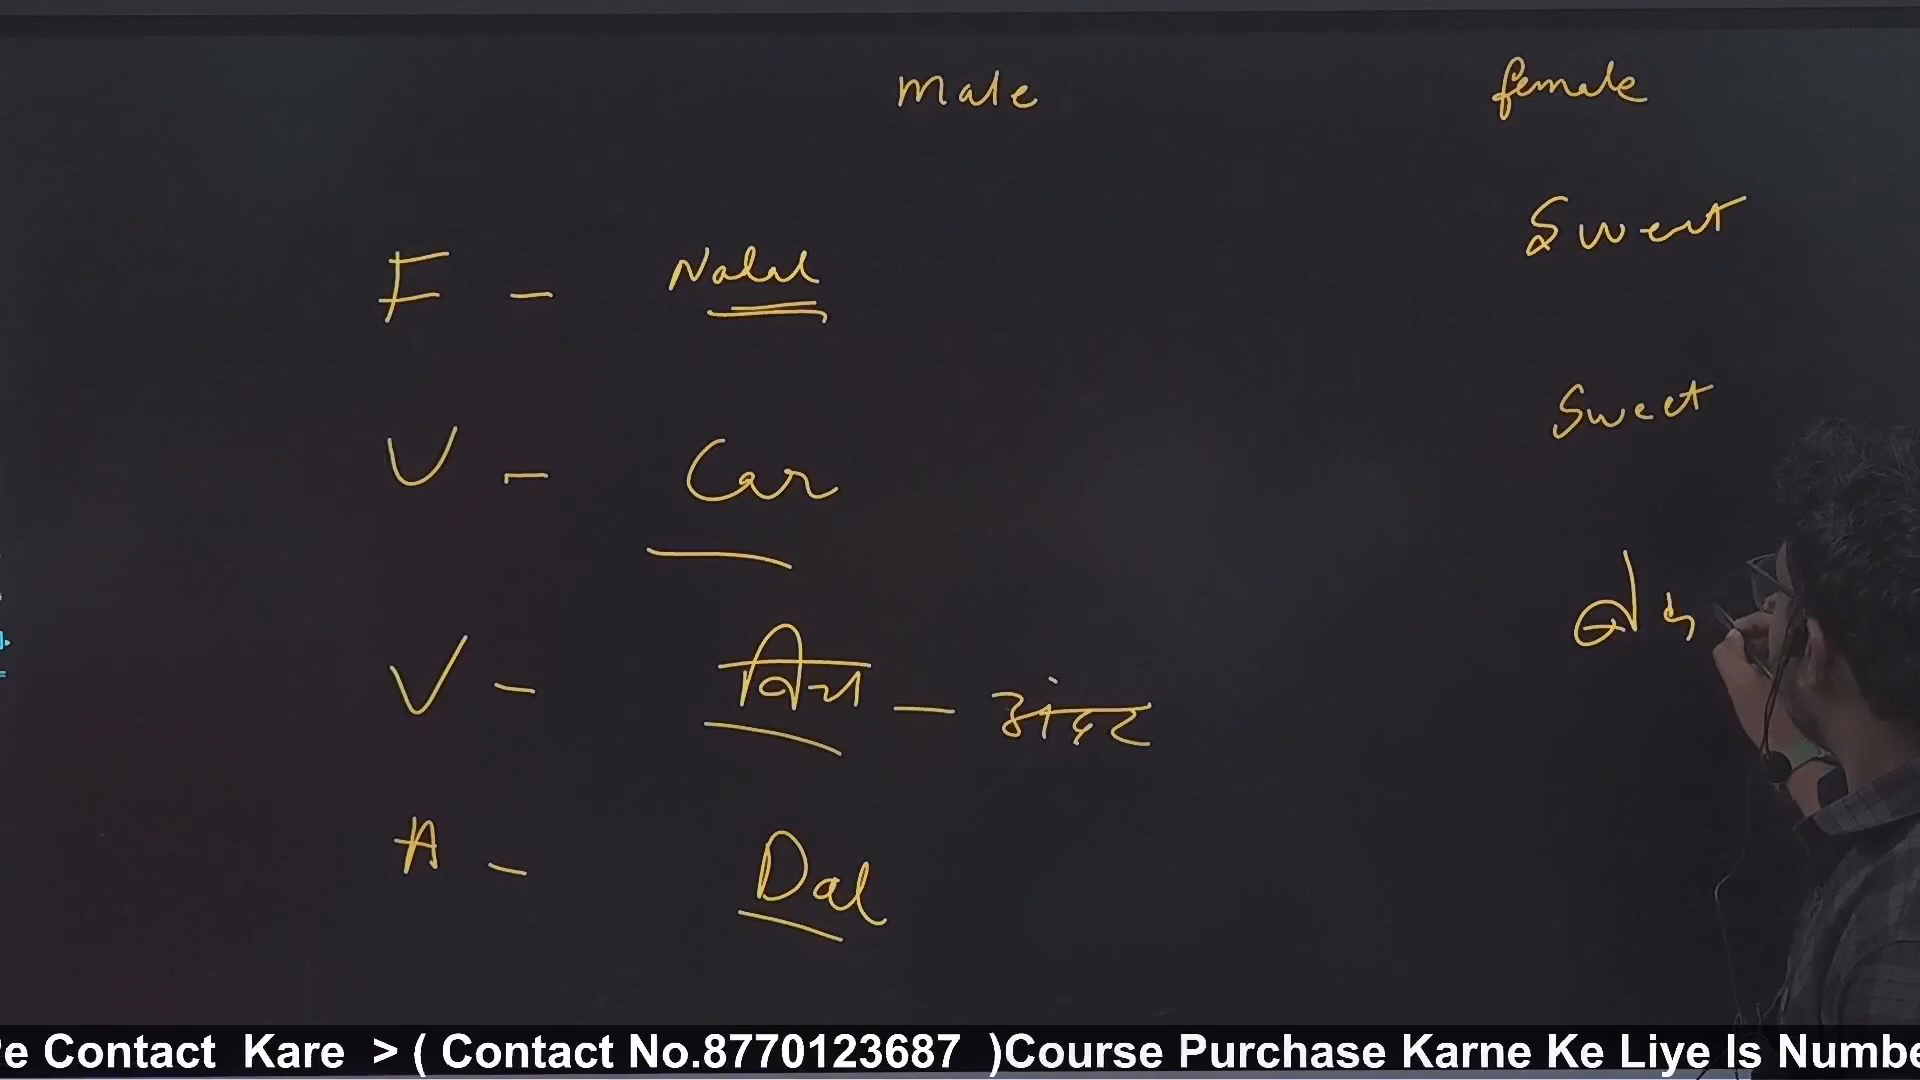 male female
Sweet
F - Nalal
Sweet
V - Car
V - विच - अंदर
A - Dal
Pe Contact Kare > ( Contact No.8770123687 )Course Purchase Karne Ke Liye Is Numbe